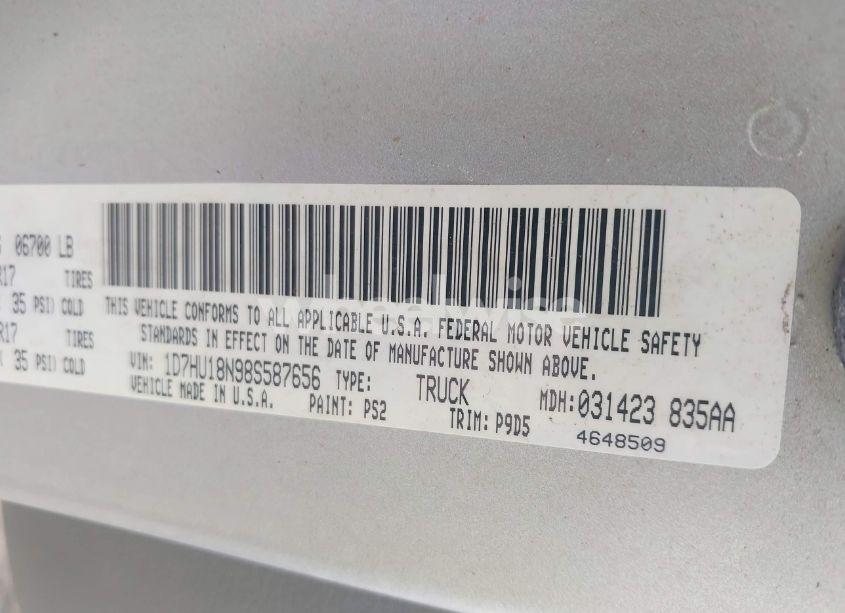 06700 LB
R17 TIRES
35 PSI) COLD
R17 TIRES
35 PSI) COLD
THIS VEHICLE CONFORMS TO ALL APPLICABLE U.S.A. FEDERAL MOTOR VEHICLE SAFETY
STANDARDS IN EFFECT ON THE DATE OF MANUFACTURE SHOWN ABOVE.
VIN: 1D7HU18N98S587656 TYPE: TRUCK MDH:031423 835AA
VEHICLE MADE IN U.S.A. PAINT: PS2 TRIM: P9D5 4648509